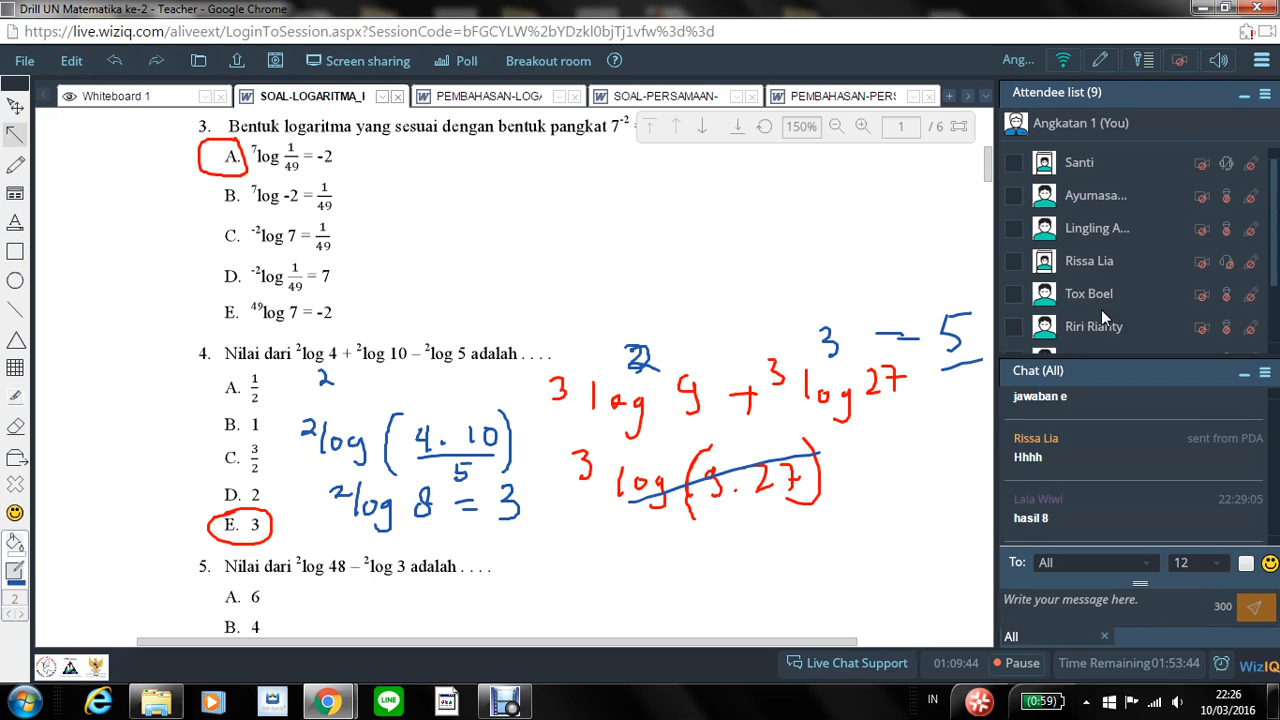 Drill UN Matematika ke-2 - Teacher - Google Chrome
https://live.wiziq.com/aliveext/LoginToSession.aspx?SessionCode=bFGCYLW%2bYDzkl0bjTj1vfw%3d%3d
File Edit Screen sharing Poll Breakout room ? Ang...
Whiteboard 1 SOAL-LOGARITMA_I PEMBAHASAN-LOGA SOAL-PERSAMAAN- PEMBAHASAN-PERS
150% 1 / 6
3. Bentuk logaritma yang sesuai dengan bentuk pangkat 7⁻² =
A. ⁷log 1/49 = -2
B. ⁷log -2 = 1/49
C. ⁻²log 7 = 1/49
D. ⁻²log 1/49 = 7
E. ⁴⁹log 7 = -2
4. Nilai dari ²log 4 + ²log 10 – ²log 5 adalah . . . .
A. 1/2
B. 1
C. 3/2
D. 2
E. 3
2
²log (4.10/5)
²log 8 = 3
2 3 = 5
³log 9 + ³log 27
³log (9.27)
5. Nilai dari ²log 48 – ²log 3 adalah . . . .
A. 6
B. 4
2
Attendee list (9)
Angkatan 1 (You)
Santi
Ayumasa...
Lingling A...
Rissa Lia
Tox Boel
Riri Rianty
Chat (All)
jawaban e
Rissa Lia sent from PDA
Hhhh
Lala Wiwi 22:29:05
hasil 8
To: All 12
Write your message here... 300
All
Live Chat Support 01:09:44 Pause Time Remaining 01:53:44 WizIQ
IN (0:59) 22:26
10/03/2016